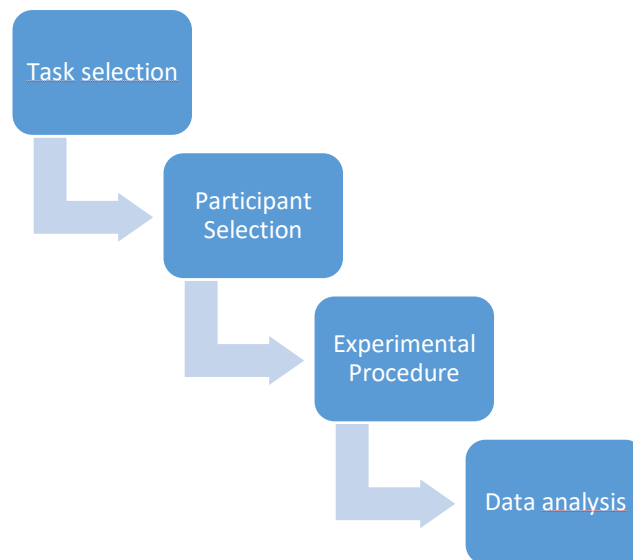 Task selection
Participant
Selection
Experimental
Procedure
Data analysis